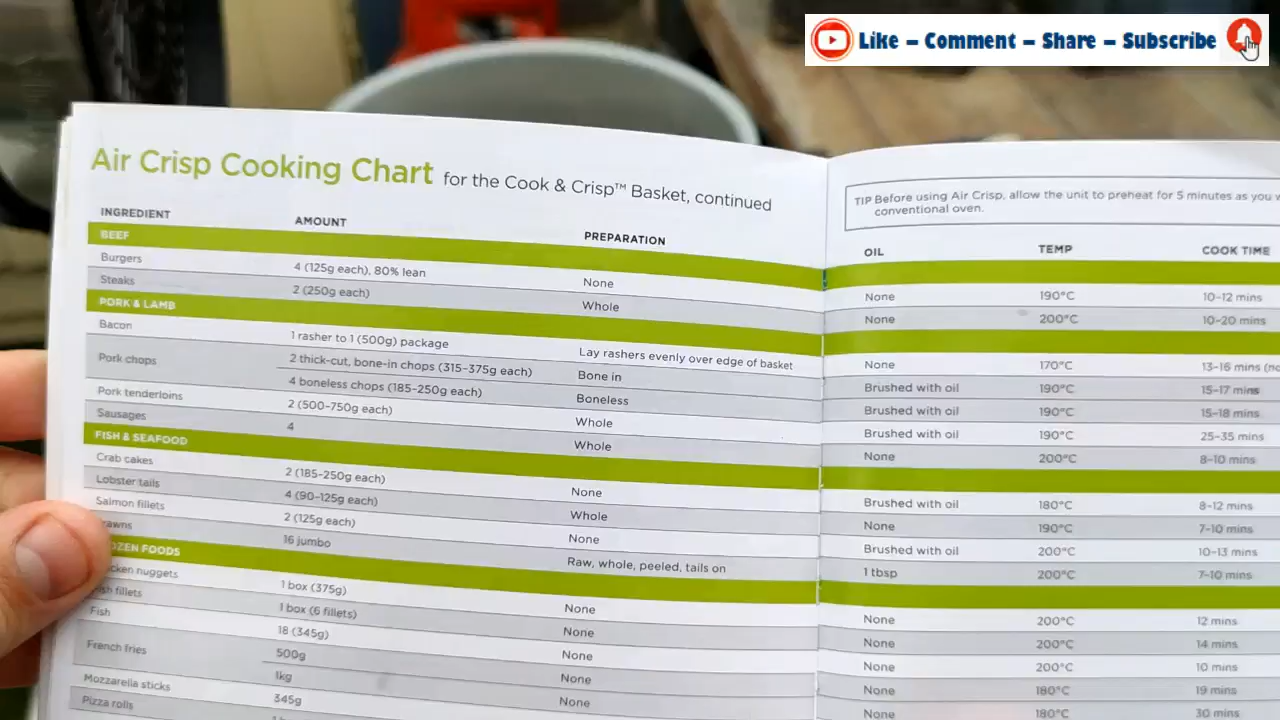 Like – Comment – Share – Subscribe
Air Crisp Cooking Chart for the Cook & Crisp™ Basket, continued
TIP Before using Air Crisp, allow the unit to preheat for 5 minutes as you
conventional oven.
INGREDIENT AMOUNT PREPARATION OIL TEMP COOK TIME
BEEF
Burgers 4 (125g each), 80% lean None None 190°C 10–12 mins
Steaks 2 (250g each) Whole None 200°C 10–20 mins
PORK & LAMB
Bacon 1 rasher to 1 (500g) package Lay rashers evenly over edge of basket None 170°C 13–16 mins
Pork chops 2 thick-cut, bone-in chops (315–375g each) Bone in Brushed with oil 190°C 15–17 mins
4 boneless chops (185–250g each) Boneless Brushed with oil 190°C 15–18 mins
Pork tenderloins 2 (500–750g each) Whole Brushed with oil 190°C 25–35 mins
Sausages 4 Whole None 200°C 8–10 mins
FISH & SEAFOOD
Crab cakes 2 (185–250g each) None Brushed with oil 180°C 8–12 mins
Lobster tails 4 (90–125g each) Whole None 190°C 7–10 mins
Salmon fillets 2 (125g each) None Brushed with oil 200°C 10–13 mins
16 jumbo Raw, whole, peeled, tails on 1 tbsp 200°C 7–10 mins
FOODS
nuggets 1 box (375g) None None 200°C 12 mins
fillets 1 box (6 fillets) None None 200°C 14 mins
Fish 18 (345g) None None 200°C 10 mins
French fries 500g None None 180°C 19 mins
1kg None None 180°C 30 mins
Mozzarella sticks 345g
Pizza rolls